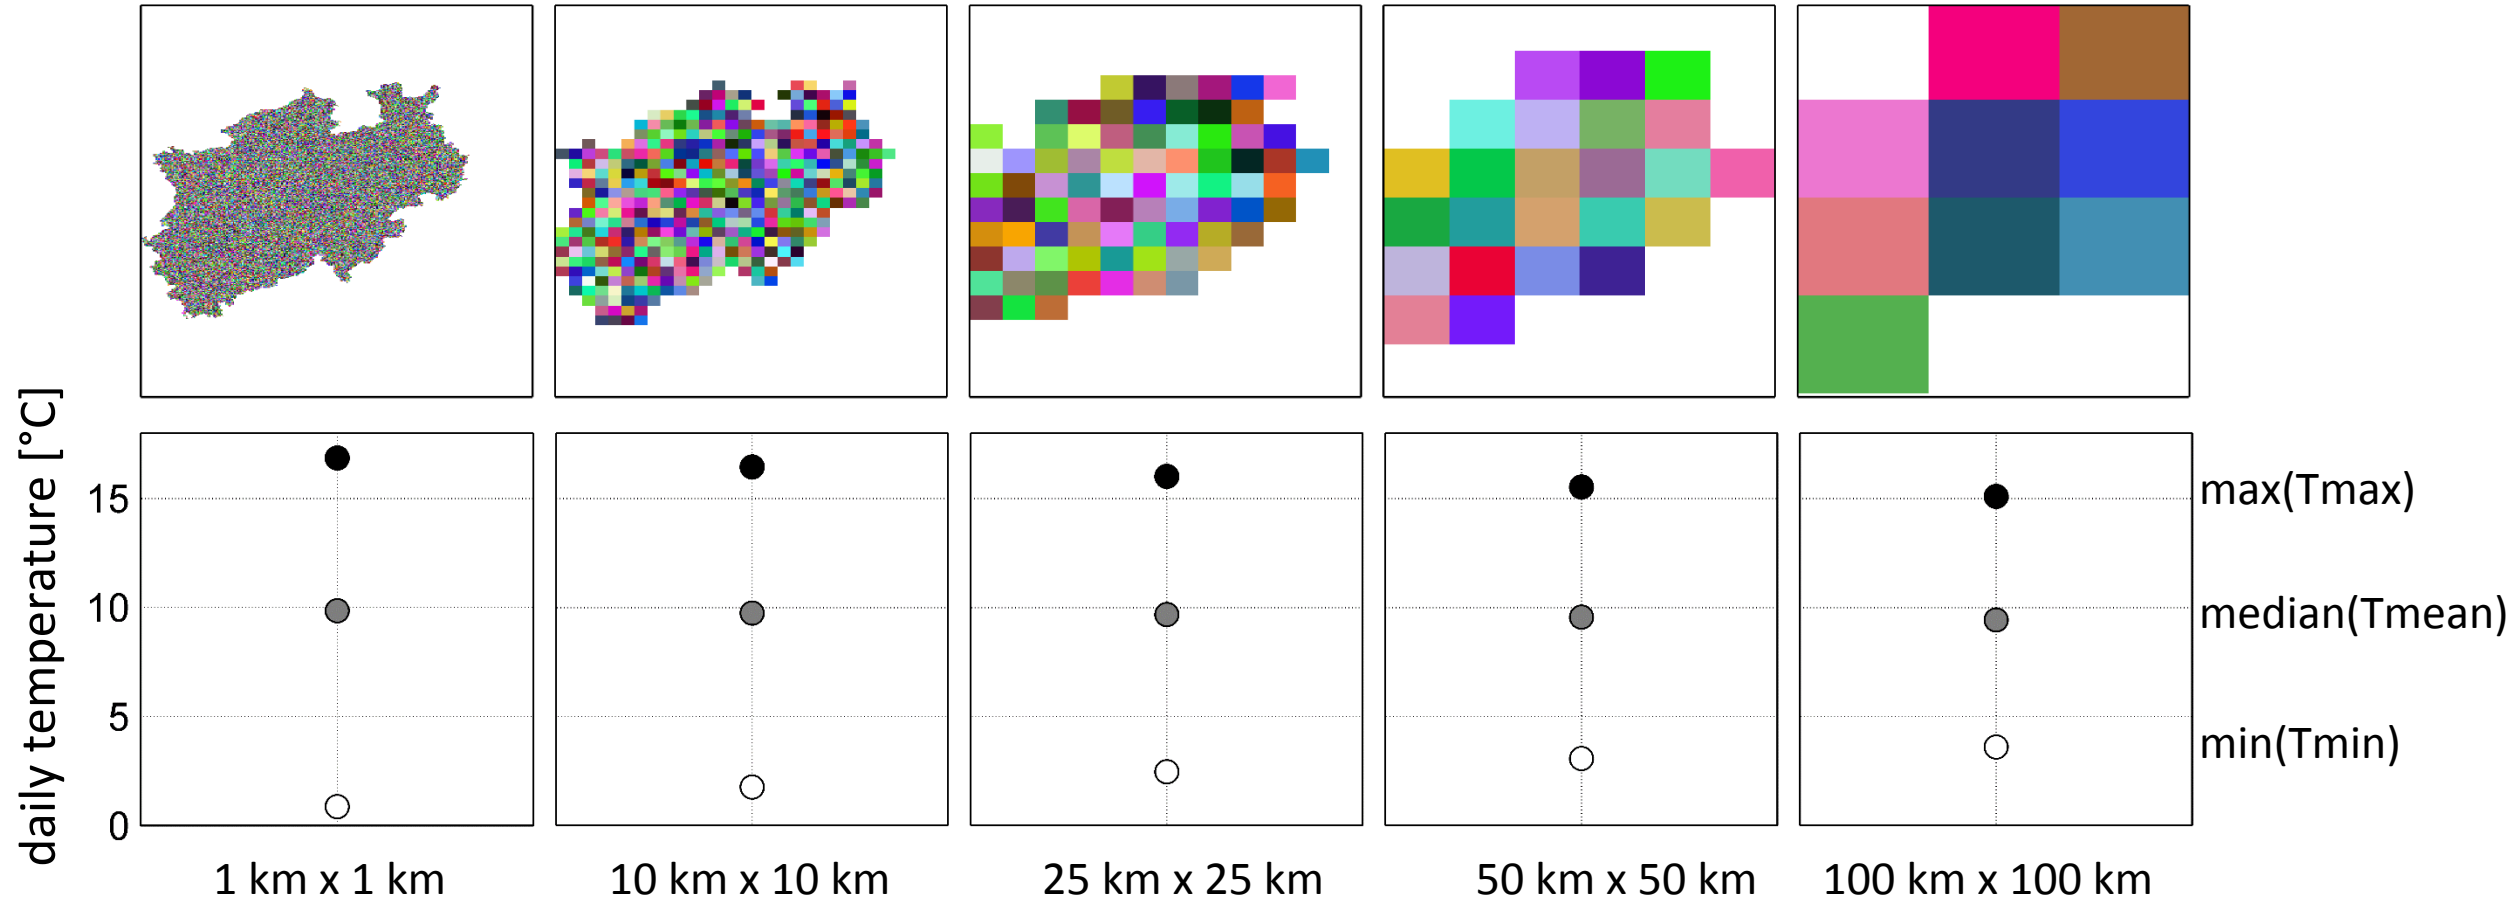 daily temperature [°C]
15
10
5
0
max(Tmax)
median(Tmean)
min(Tmin)
1 km x 1 km
10 km x 10 km
25 km x 25 km
50 km x 50 km
100 km x 100 km